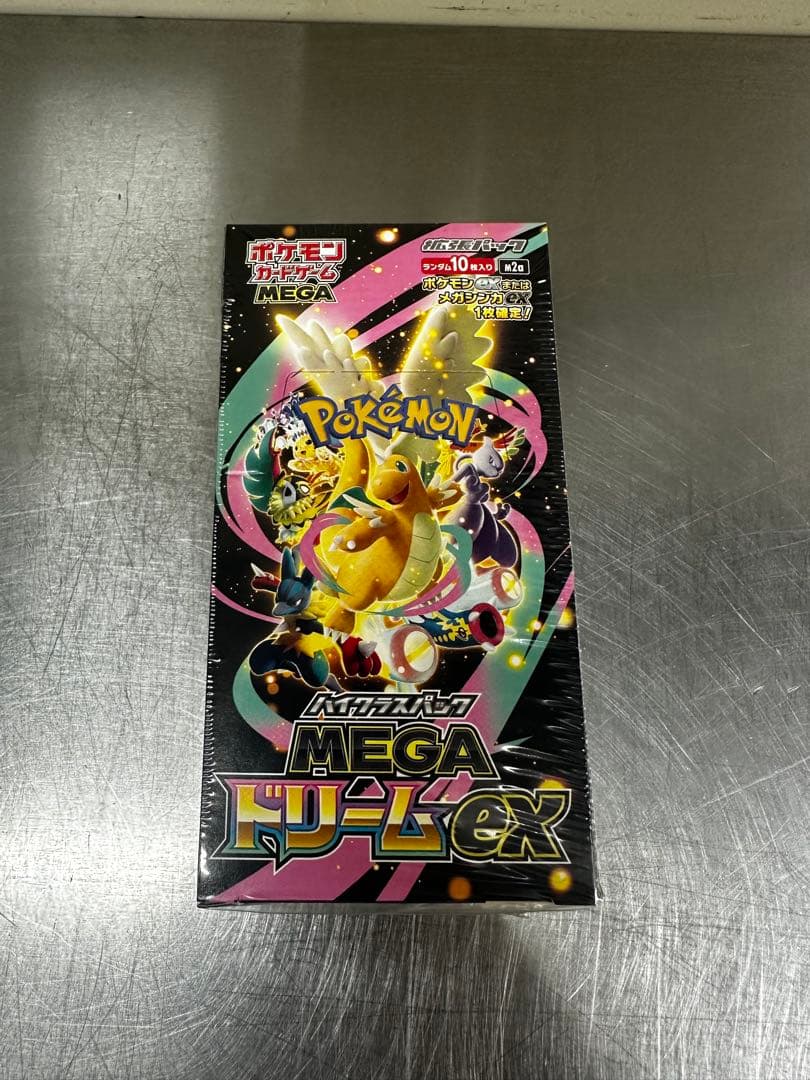 ポケモン
カードゲーム
MEGA
拡張パック
ランダム10枚入り
M2a
ポケモンexまたは
メガシンカex
1枚確定!
POKéMON
ハイクラスパック
MEGA
ドリームex